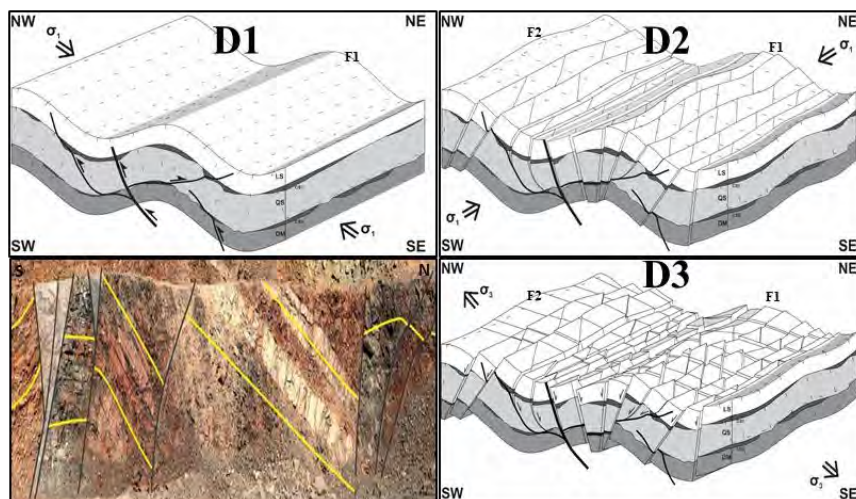 NW
NE
σ₁
D1
F1
LS
QS
DM
SW
SE
σ₁
NW
NE
F2
D2
F1
σ₁
LS
QS
DM
σ₁
SW
SE
S
N
NW
NE
σ₃
F2
D3
F1
LS
QS
DM
SW
SE
σ₃